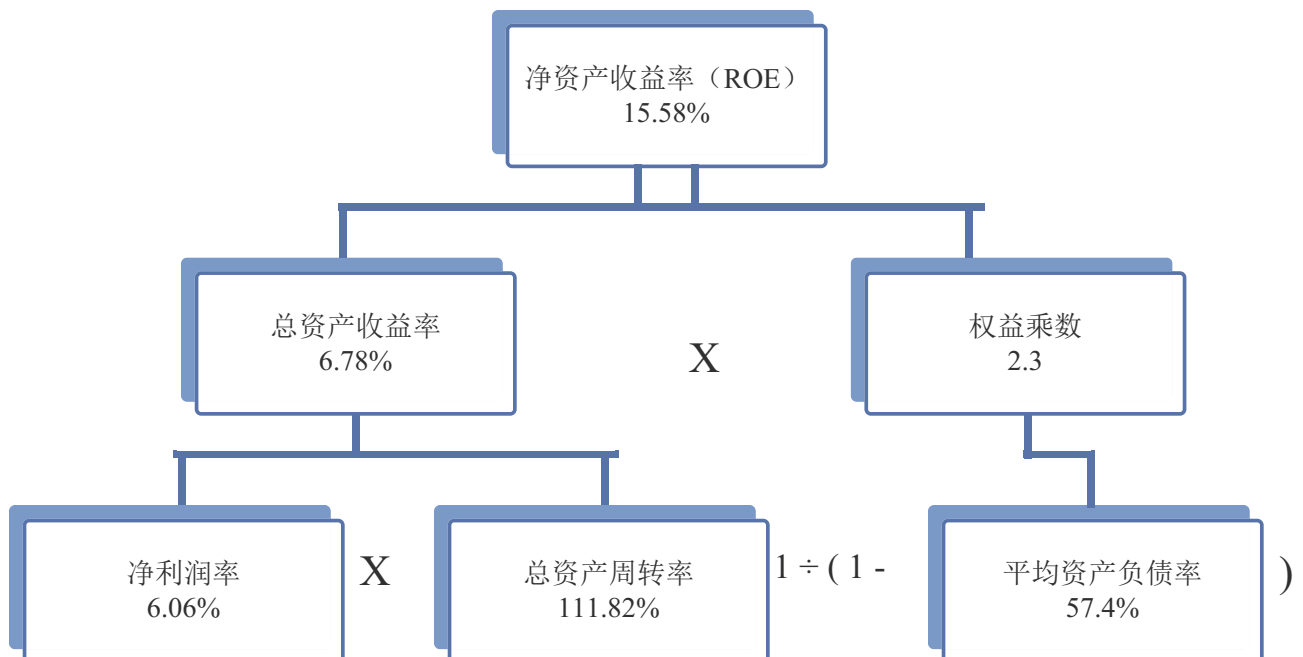 净资产收益率（ROE）
15.58%
总资产收益率
6.78%
X
权益乘数
2.3
净利润率
6.06%
X
总资产周转率
111.82%
1 ÷ ( 1 -
平均资产负债率
57.4%
)